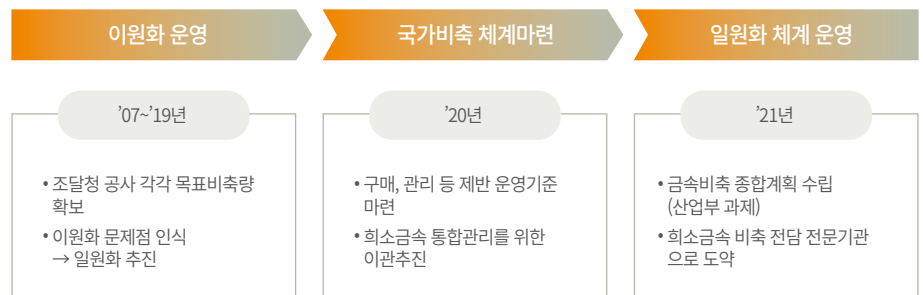 이원화 운영
국가비축 체계마련
일원화 체계 운영
’07~’19년
• 조달청 공사 각각 목표비축량
확보
• 이원화 문제점 인식
→ 일원화 추진
’20년
• 구매, 관리 등 제반 운영기준
마련
• 희소금속 통합관리를 위한
이관추진
’21년
• 금속비축 종합계획 수립
(산업부 과제)
• 희소금속 비축 전담 전문기관
으로 도약